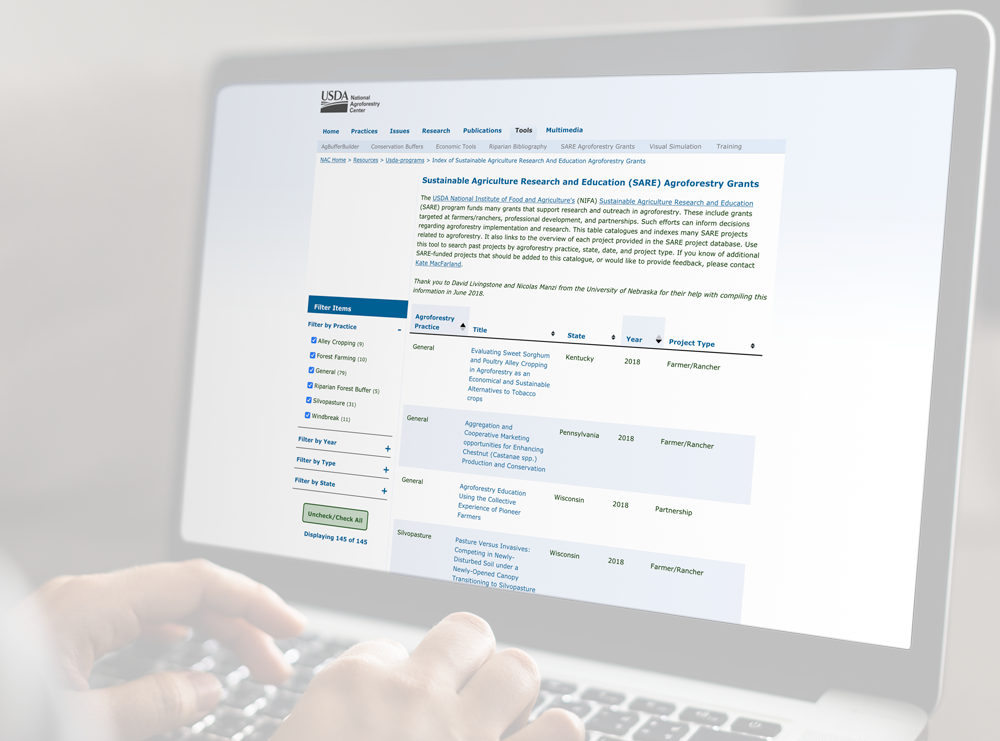 USDA National
Agroforestry
Center
Home Practices Issues Research Publications Tools Multimedia
AgBufferBuilder Conservation Buffers Economic Tools Riparian Bibliography SARE Agroforestry Grants Visual Simulation Training
NAC Home > Resources > Usda-programs > Index of Sustainable Agriculture Research And Education Agroforestry Grants
Sustainable Agriculture Research and Education (SARE) Agroforestry Grants
The USDA National Institute of Food and Agriculture's (NIFA) Sustainable Agriculture Research and Education
(SARE) program funds many grants that support research and outreach in agroforestry. These include grants
targeted at farmers/ranchers, professional development, and partnerships. Such efforts can inform decisions
regarding agroforestry implementation and research. This table catalogues and indexes many SARE projects
related to agroforestry. It also links to the overview of each project provided in the SARE project database. Use
this tool to search past projects by agroforestry practice, state, date, and project type. If you know of additional
SARE-funded projects that should be added to this catalogue, or would like to provide feedback, please contact
Kate MacFarland.
Thank you to David Livingstone and Nicolas Manzi from the University of Nebraska for their help with compiling this
information in June 2018.
Filter Items
Filter by Practice -
Alley Cropping (9)
Forest Farming (10)
General (79)
Riparian Forest Buffer (5)
Silvopasture (31)
Windbreak (11)
Filter by Year +
Filter by Type +
Filter by State +
Uncheck/Check All
Displaying 145 of 145
Agroforestry
Practice Title State Year Project Type
General Evaluating Sweet Sorghum Kentucky 2018 Farmer/Rancher
and Poultry Alley Cropping
in Agroforestry as an
Economical and Sustainable
Alternatives to Tobacco
crops
General Aggregation and Pennsylvania 2018 Farmer/Rancher
Cooperative Marketing
opportunities for Enhancing
Chestnut (Castanae spp.)
Production and Conservation
General Agroforestry Education Wisconsin 2018 Partnership
Using the Collective
Experience of Pioneer
Farmers
Silvopasture Pasture Versus Invasives: Wisconsin 2018 Farmer/Rancher
Competing in Newly-
Disturbed Soil under a
Newly-Opened Canopy
Transitioning to Silvopasture